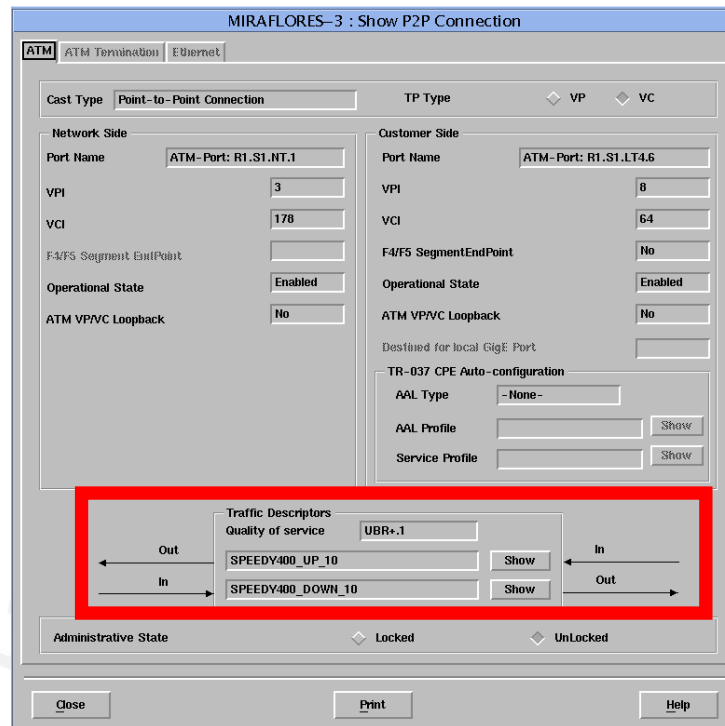 MIRAFLORES-3 : Show P2P Connection
ATM ATM Termination Ethernet
Cast Type Point-to-Point Connection TP Type VP VC
Network Side
Port Name ATM-Port: R1.S1.NT.1
VPI 3
VCI 178
F4/F5 Segment EndPoint
Operational State Enabled
ATM VP/VC Loopback No
Customer Side
Port Name ATM-Port: R1.S1.LT4.6
VPI 8
VCI 64
F4/F5 SegmentEndPoint No
Operational State Enabled
ATM VP/VC Loopback No
Destined for local GigE Port
TR-037 CPE Auto-configuration
AAL Type -None-
AAL Profile Show
Service Profile Show
Traffic Descriptors
Quality of service UBR+.1
Out SPEEDY400_UP_10 Show In
In SPEEDY400_DOWN_10 Show Out
Administrative State Locked UnLocked
Close Print Help